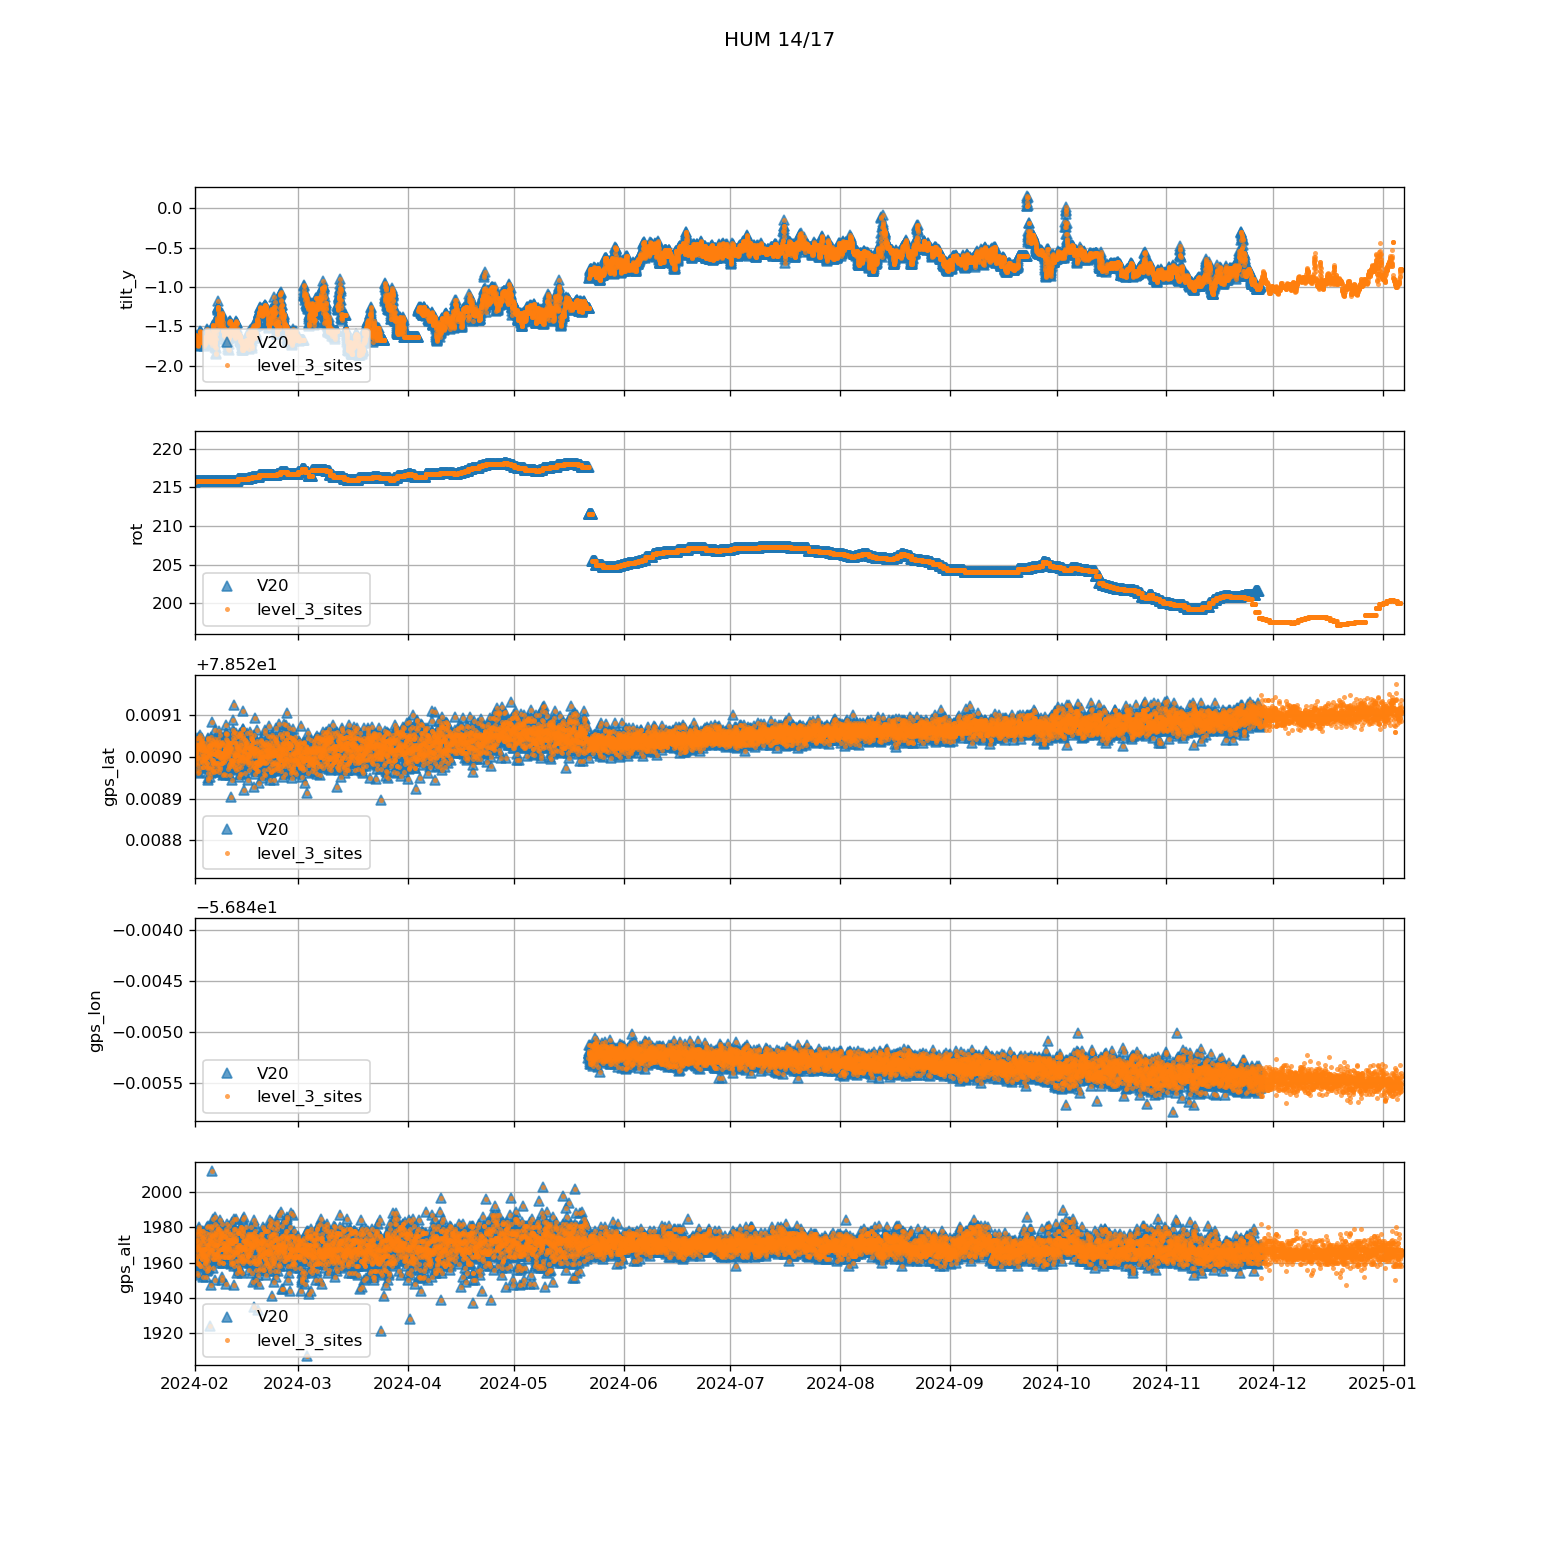 HUM 14/17
0.0
−0.5
−1.0
−1.5
−2.0
tilt_y
V20
level_3_sites
220
215
210
205
200
rot
V20
level_3_sites
+7.852e1
0.0091
0.0090
0.0089
0.0088
gps_lat
V20
level_3_sites
−5.684e1
−0.0040
−0.0045
−0.0050
−0.0055
gps_lon
V20
level_3_sites
2000
1980
1960
1940
1920
gps_alt
V20
level_3_sites
2024-02 2024-03 2024-04 2024-05 2024-06 2024-07 2024-08 2024-09 2024-10 2024-11 2024-12 2025-01